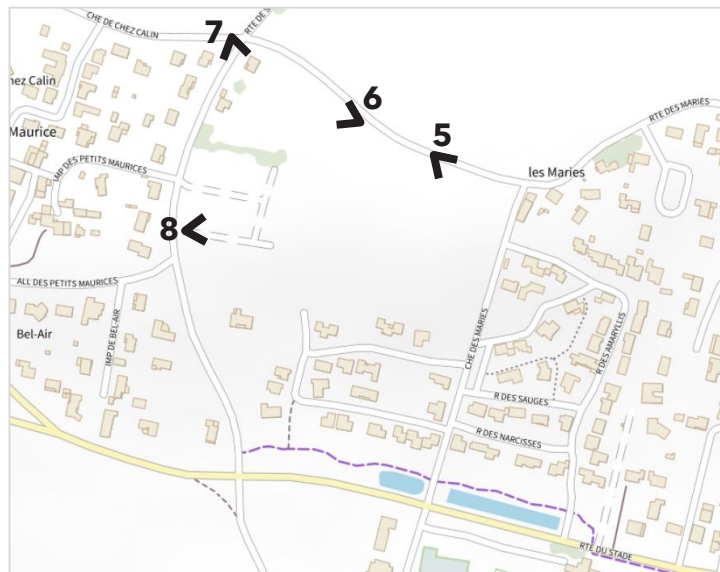 CHE DE CHEZ CALIN
RTE DE S
7
hez Calin
6
RTE DES MARIES
Maurice
5
IMP DES PETITS MAURICES
les Maries
8
ALL DES PETITS MAURICES
Bel-Air
IMP DE BEL-AIR
CHE DES MARIES
R DES AMARYLLIS
R DES SAUGES
R DES NARCISSES
RTE DU STADE